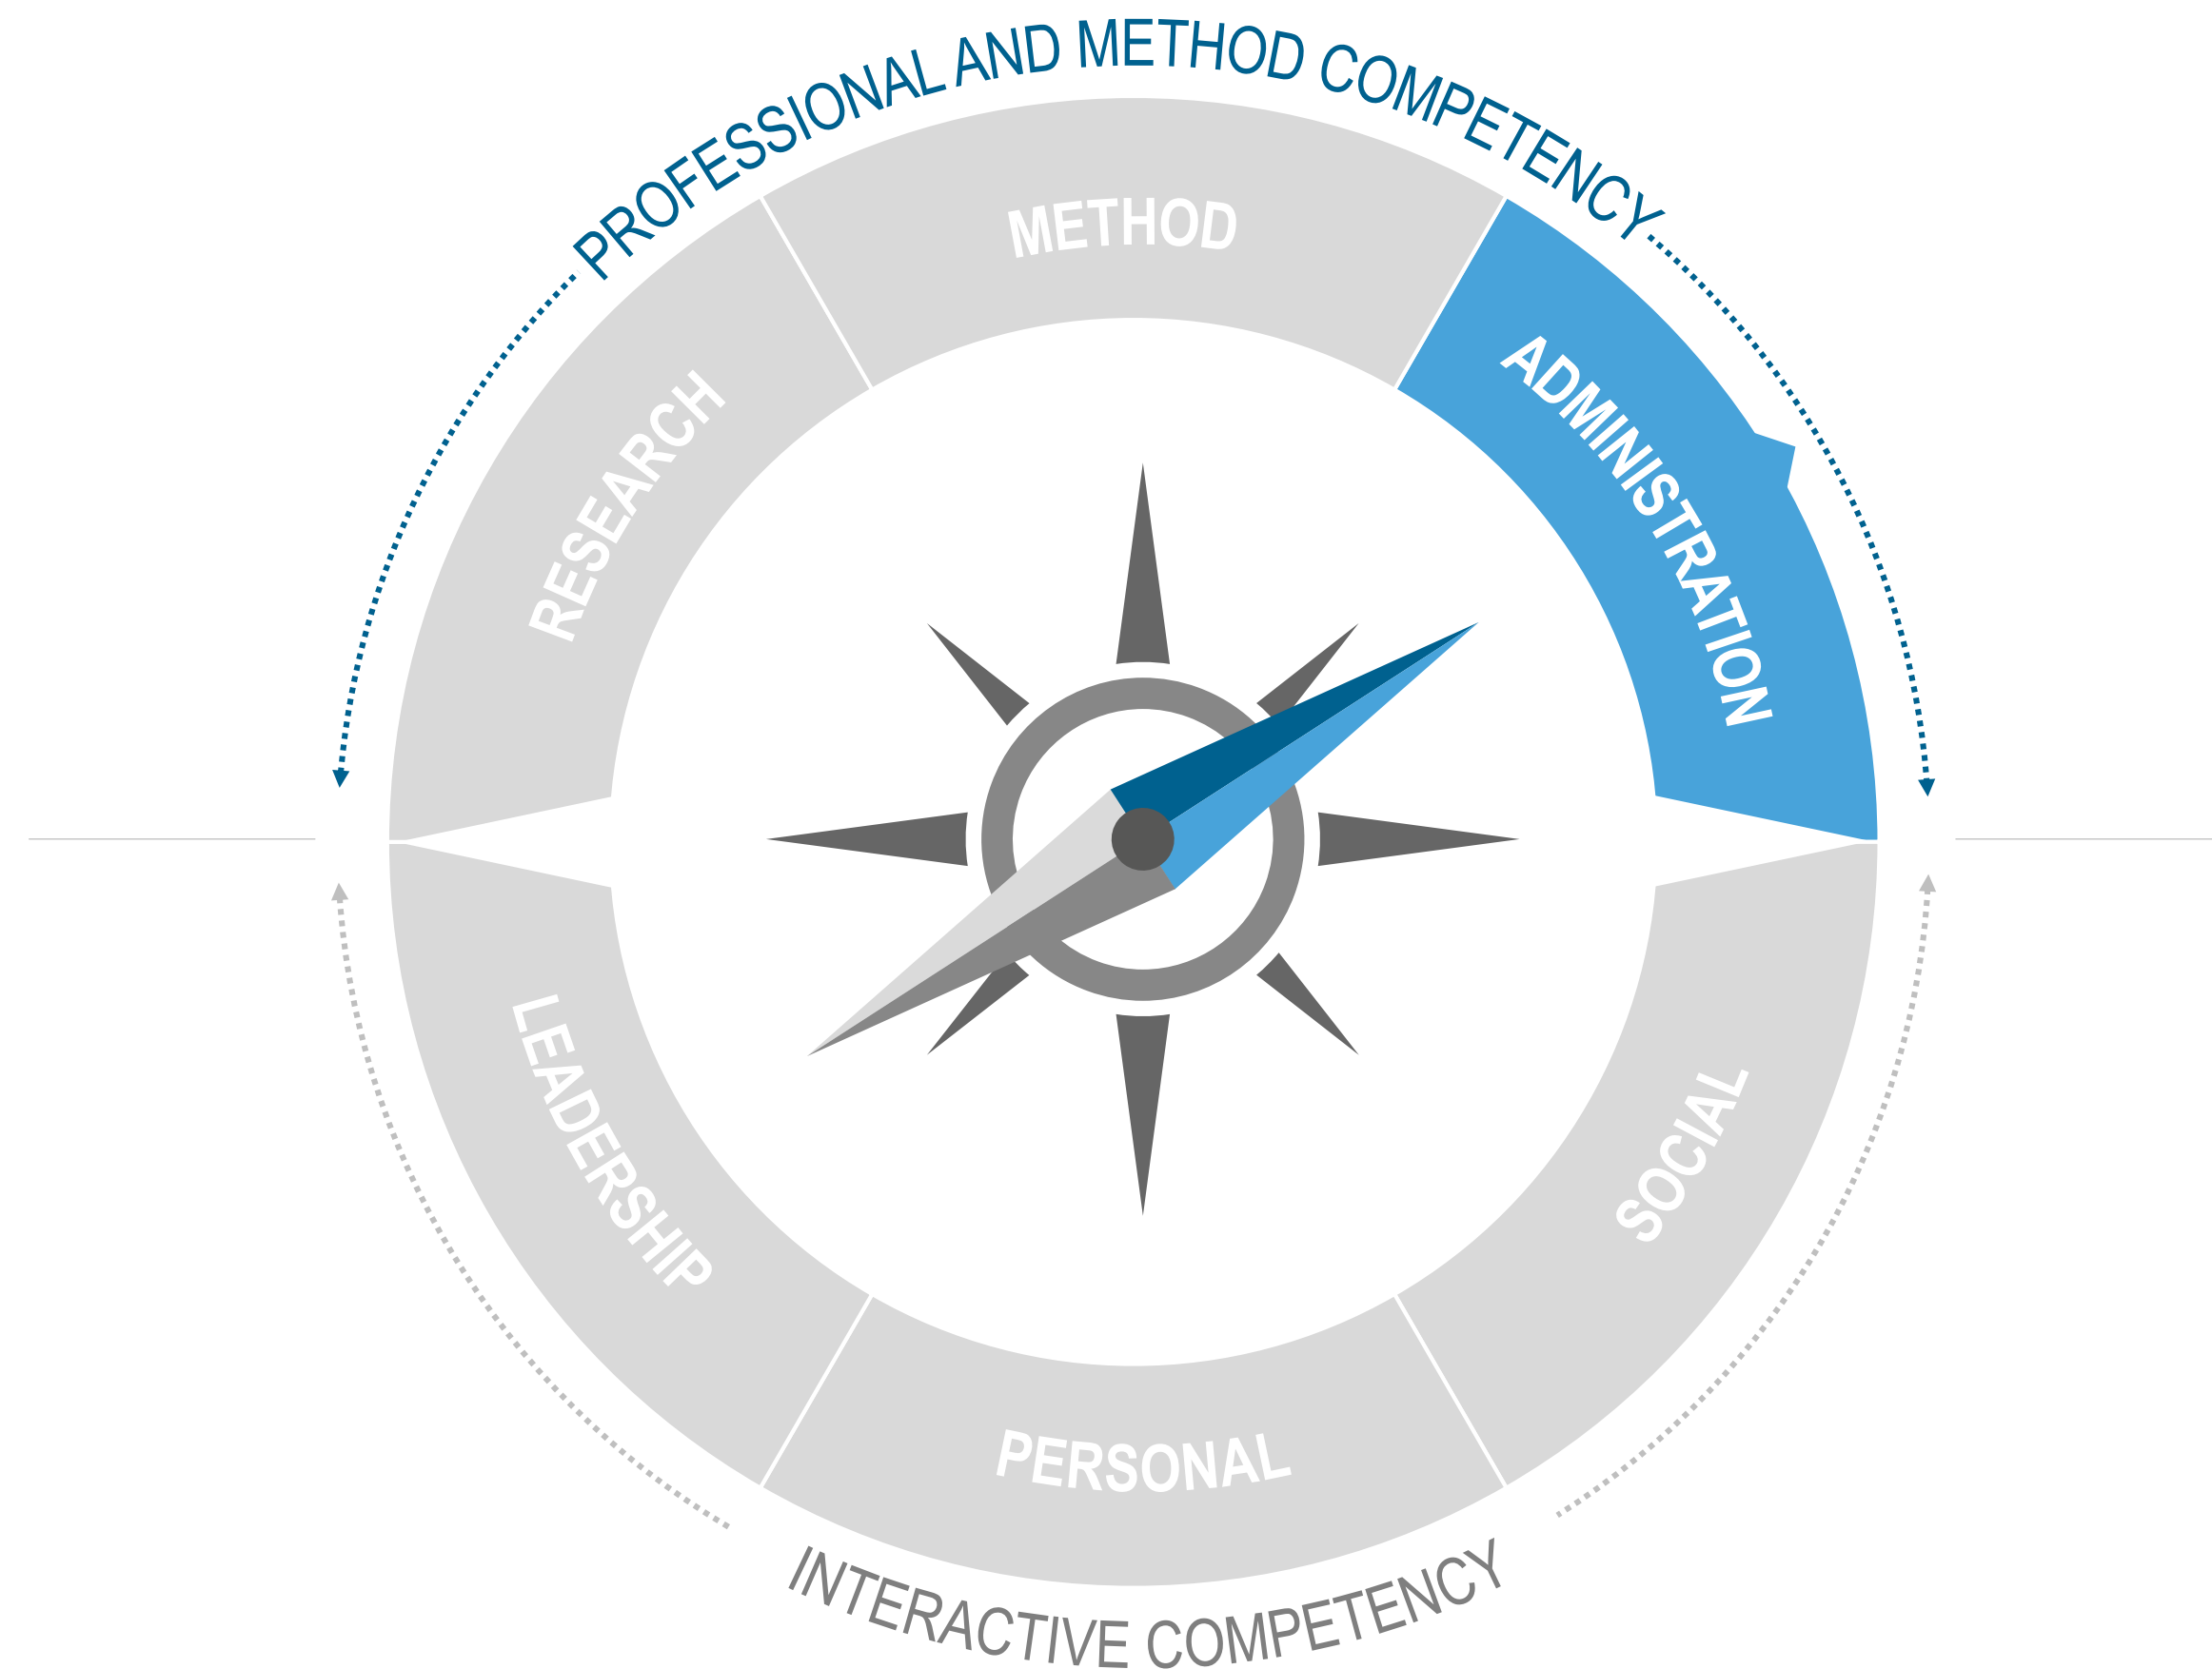 PROFESSIONAL AND METHOD COMPETENCY
METHOD
ADMINISTRATION
RESEARCH
LEADERSHIP
SOCIAL
PERSONAL
INTERACTIVE COMPETENCY